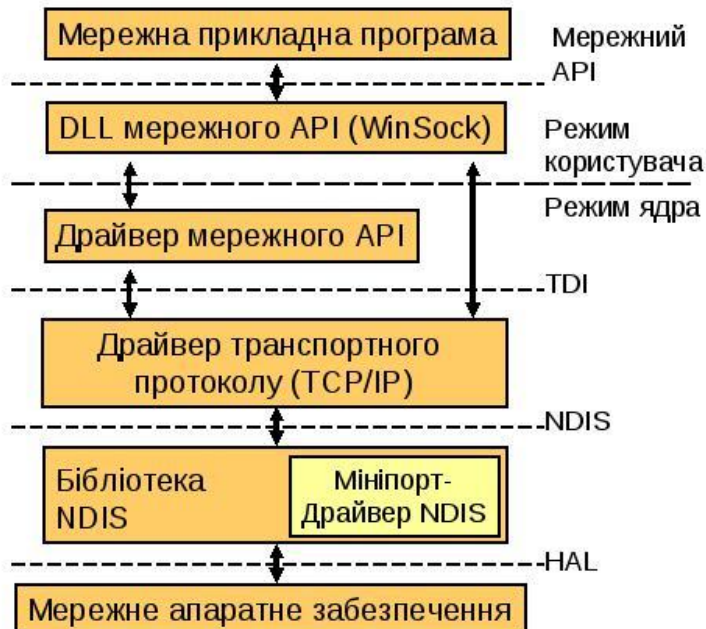 Мережна прикладна програма
Мережний
API
DLL мережного API (WinSock)
Режим
користувача
Режим ядра
Драйвер мережного API
TDI
Драйвер транспортного
протоколу (TCP/IP)
NDIS
Бібліотека
NDIS
Мініпорт-
Драйвер NDIS
HAL
Мережне апаратне забезпечення